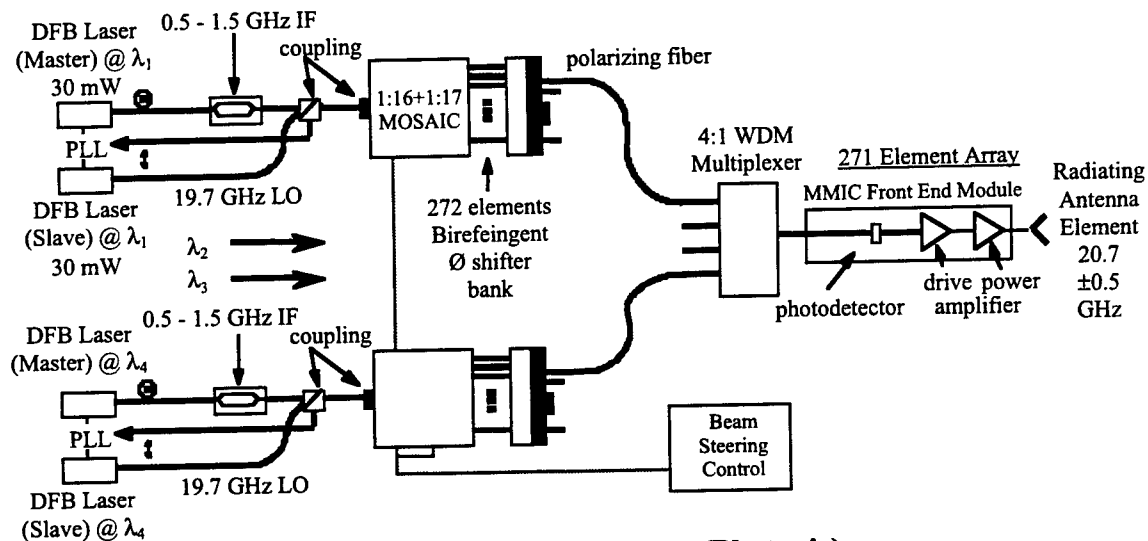 DFB Laser
(Master) @ λ1
30 mW
0.5 - 1.5 GHz IF
coupling
PLL
19.7 GHz LO
DFB Laser
(Slave) @ λ1
30 mW
1:16+1:17
MOSAIC
polarizing fiber
272 elements
Birefeingent
Ø shifter
bank
λ2
λ3
4:1 WDM
Multiplexer
271 Element Array
MMIC Front End Module
photodetector
drive power
amplifier
Radiating
Antenna
Element
20.7
±0.5
GHz
DFB Laser
(Master) @ λ4
0.5 - 1.5 GHz IF
coupling
PLL
19.7 GHz LO
DFB Laser
(Slave) @ λ4
Beam
Steering
Control